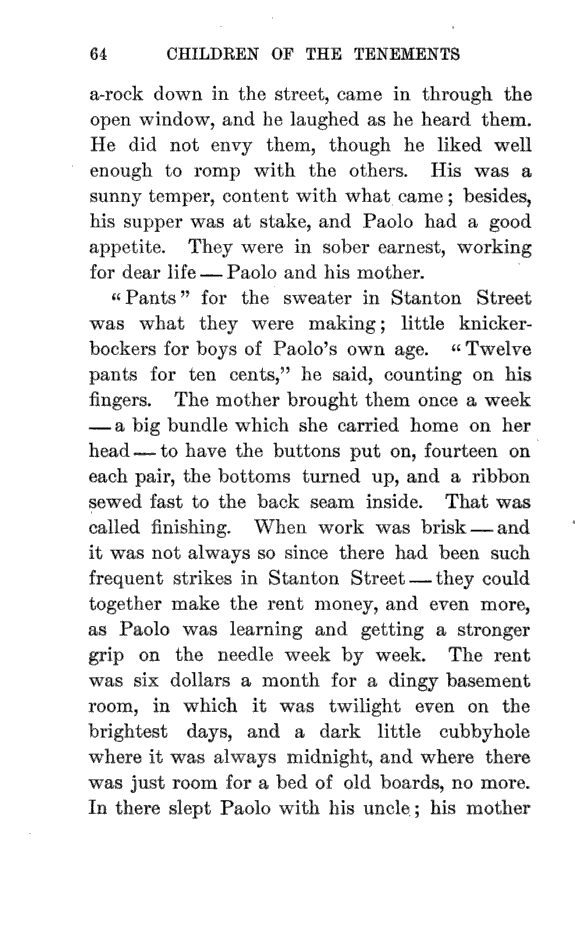 64 CHILDREN OF THE TENEMENTS
a-rock down in the street, came in through the
open window, and he laughed as he heard them.
He did not envy them, though he liked well
enough to romp with the others. His was a
sunny temper, content with what came; besides,
his supper was at stake, and Paolo had a good
appetite. They were in sober earnest, working
for dear life — Paolo and his mother.
“Pants” for the sweater in Stanton Street
was what they were making; little knicker-
bockers for boys of Paolo's own age. “Twelve
pants for ten cents,” he said, counting on his
fingers. The mother brought them once a week
— a big bundle which she carried home on her
head — to have the buttons put on, fourteen on
each pair, the bottoms turned up, and a ribbon
sewed fast to the back seam inside. That was
called finishing. When work was brisk — and
it was not always so since there had been such
frequent strikes in Stanton Street — they could
together make the rent money, and even more,
as Paolo was learning and getting a stronger
grip on the needle week by week. The rent
was six dollars a month for a dingy basement
room, in which it was twilight even on the
brightest days, and a dark little cubbyhole
where it was always midnight, and where there
was just room for a bed of old boards, no more.
In there slept Paolo with his uncle; his mother